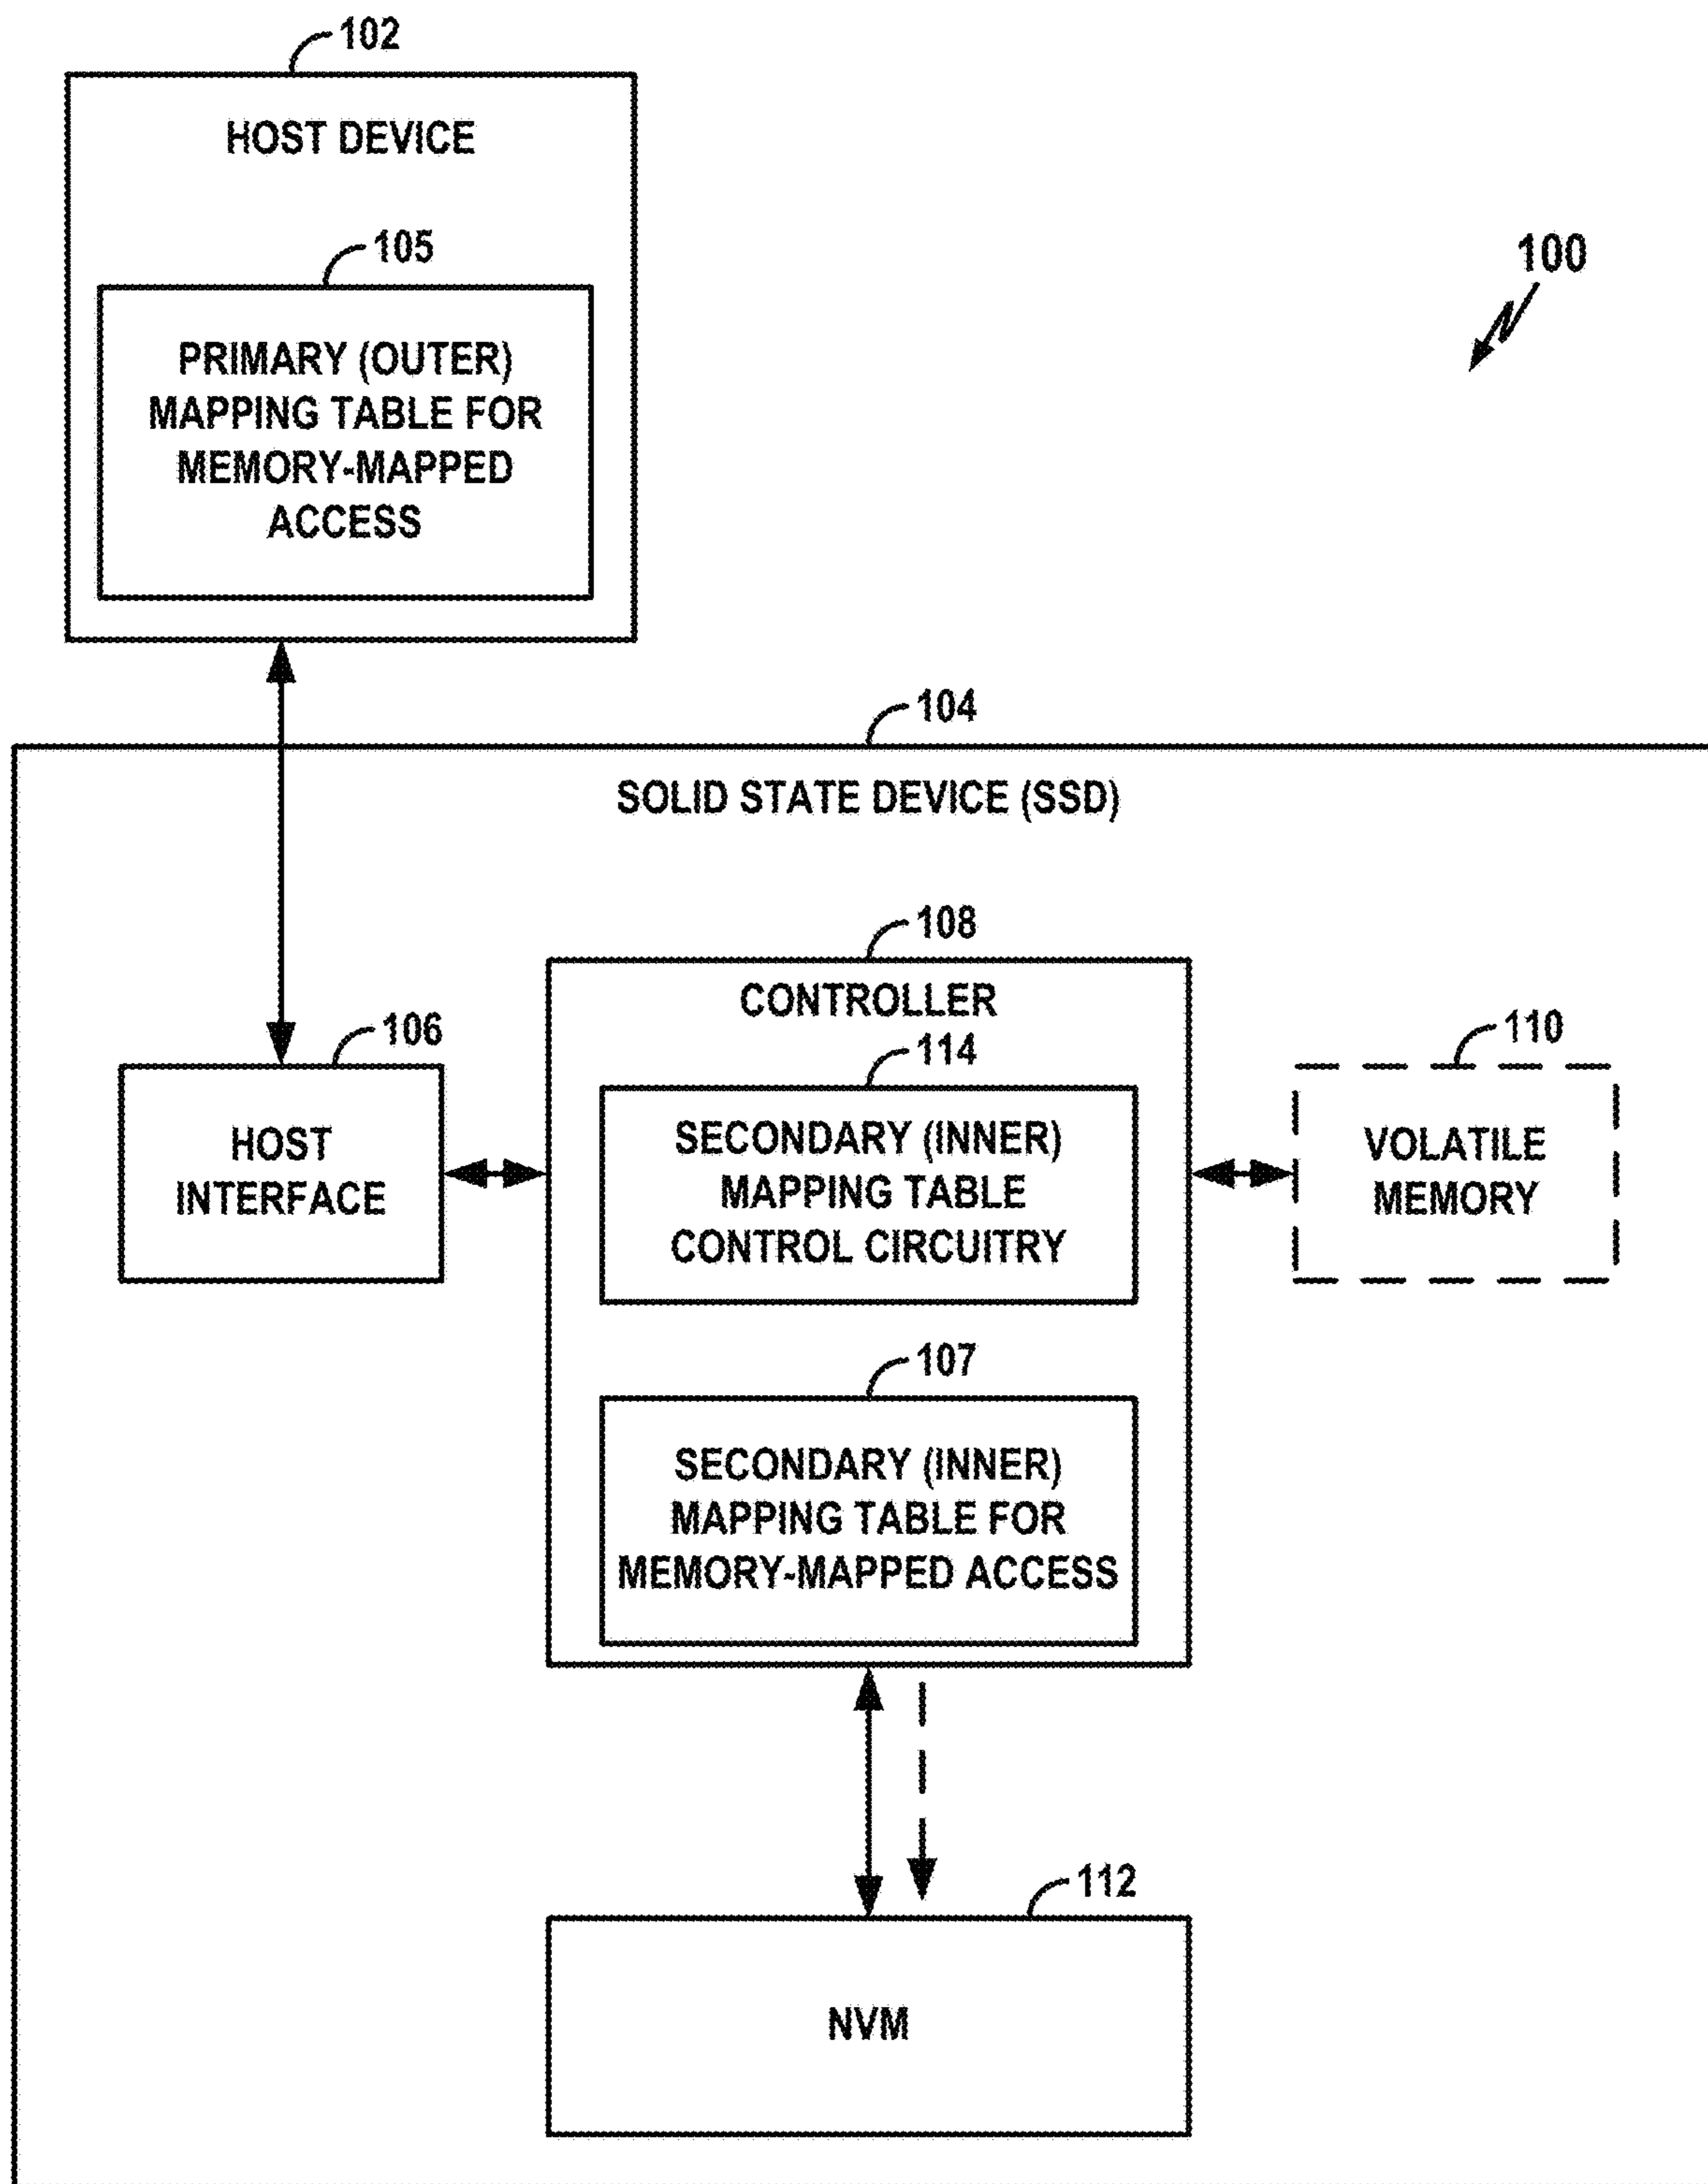 102
HOST DEVICE
105
PRIMARY (OUTER)
MAPPING TABLE FOR
MEMORY-MAPPED
ACCESS
100
104
SOLID STATE DEVICE (SSD)
108
CONTROLLER
106
HOST
INTERFACE
114
SECONDARY (INNER)
MAPPING TABLE
CONTROL CIRCUITRY
110
VOLATILE
MEMORY
107
SECONDARY (INNER)
MAPPING TABLE FOR
MEMORY-MAPPED ACCESS
112
NVM